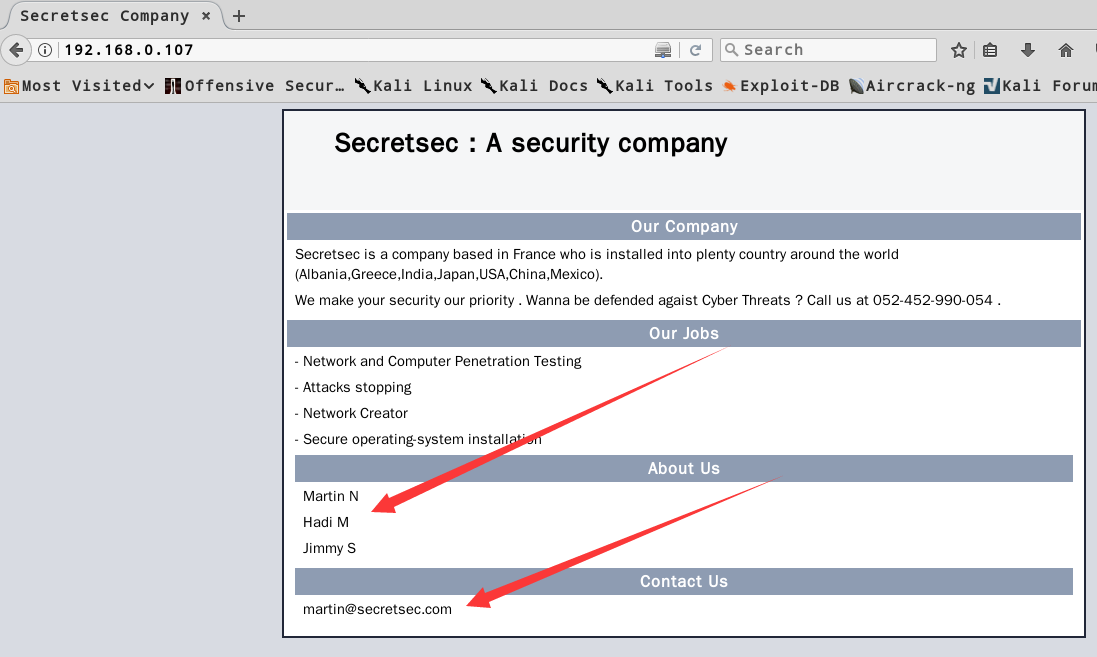 Secretsec Company × +
192.168.0.107
Search
Most Visited Offensive Secur… Kali Linux Kali Docs Kali Tools Exploit-DB Aircrack-ng Kali Forum
Secretsec : A security company
Our Company
Secretsec is a company based in France who is installed into plenty country around the world
(Albania,Greece,India,Japan,USA,China,Mexico).
We make your security our priority . Wanna be defended agaist Cyber Threats ? Call us at 052-452-990-054 .
Our Jobs
- Network and Computer Penetration Testing
- Attacks stopping
- Network Creator
- Secure operating-system installation
About Us
Martin N
Hadi M
Jimmy S
Contact Us
martin@secretsec.com